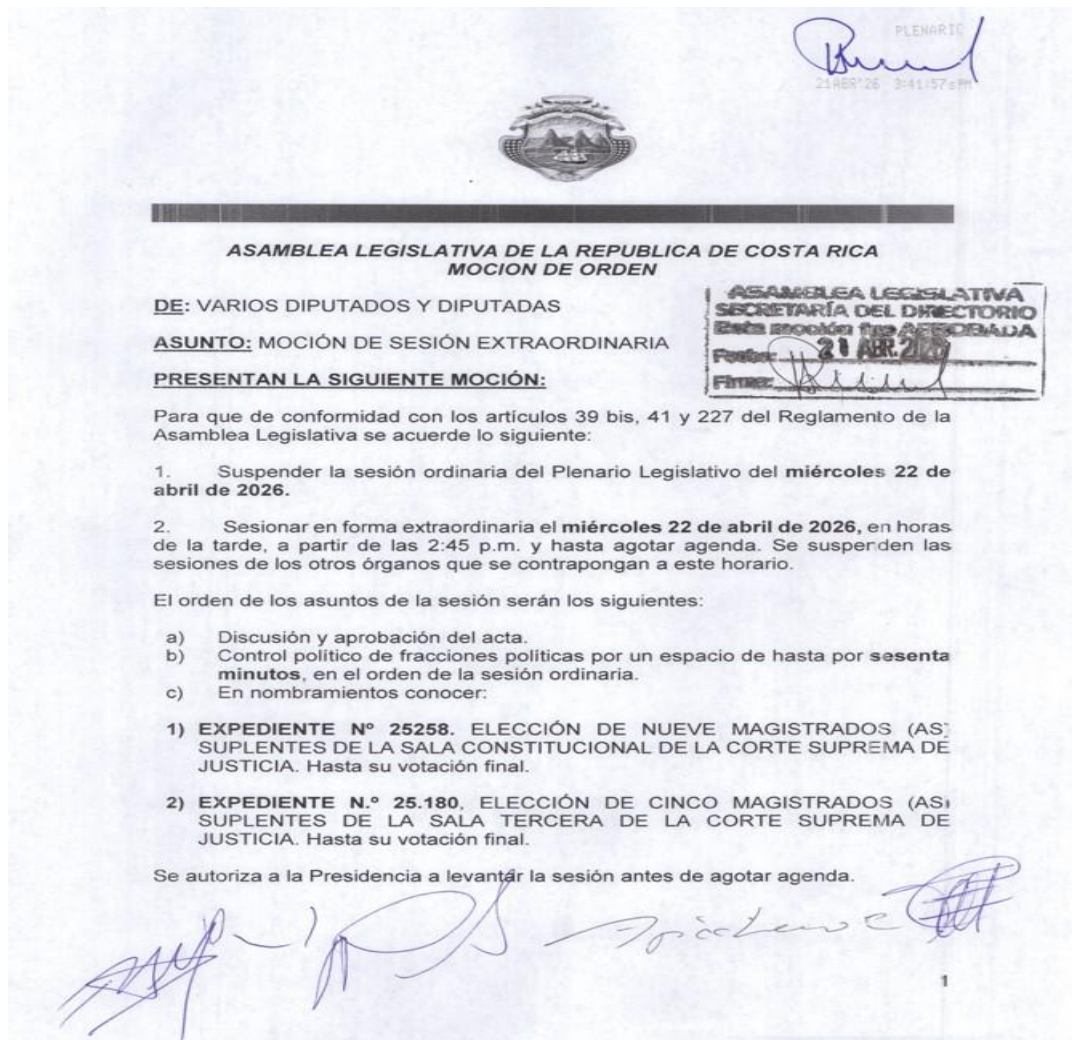 PLENARIO
21ABR'26 3:41:57PM
ASAMBLEA LEGISLATIVA DE LA REPUBLICA DE COSTA RICA
MOCION DE ORDEN
DE: VARIOS DIPUTADOS Y DIPUTADAS
ASUNTO: MOCIÓN DE SESIÓN EXTRAORDINARIA
PRESENTAN LA SIGUIENTE MOCIÓN:
ASAMBLEA LEGISLATIVA
SECRETARÍA DEL DIRECTORIO
Esta moción fue APROBADA
Fecha: 21 ABR. 2026
Firma:
Para que de conformidad con los artículos 39 bis, 41 y 227 del Reglamento de la
Asamblea Legislativa se acuerde lo siguiente:
1. Suspender la sesión ordinaria del Plenario Legislativo del miércoles 22 de
abril de 2026.
2. Sesionar en forma extraordinaria el miércoles 22 de abril de 2026, en horas
de la tarde, a partir de las 2:45 p.m. y hasta agotar agenda. Se suspenden las
sesiones de los otros órganos que se contrapongan a este horario.
El orden de los asuntos de la sesión serán los siguientes:
a) Discusión y aprobación del acta.
b) Control político de fracciones políticas por un espacio de hasta por sesenta
minutos, en el orden de la sesión ordinaria.
c) En nombramientos conocer:
1) EXPEDIENTE Nº 25258. ELECCIÓN DE NUEVE MAGISTRADOS (AS)
SUPLENTES DE LA SALA CONSTITUCIONAL DE LA CORTE SUPREMA DE
JUSTICIA. Hasta su votación final.
2) EXPEDIENTE N.º 25.180, ELECCIÓN DE CINCO MAGISTRADOS (AS)
SUPLENTES DE LA SALA TERCERA DE LA CORTE SUPREMA DE
JUSTICIA. Hasta su votación final.
Se autoriza a la Presidencia a levantar la sesión antes de agotar agenda.
1